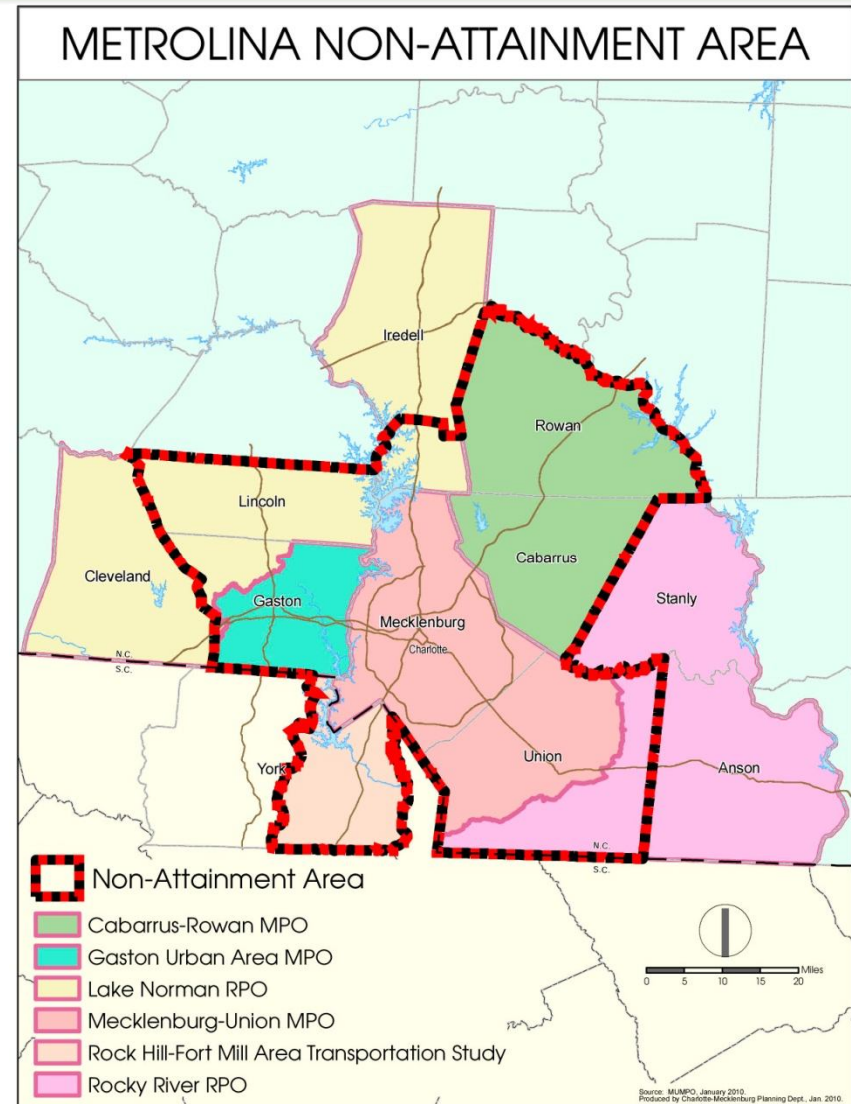 METROLINA NON-ATTAINMENT AREA
Iredell
Rowan
Lincoln
Cabarrus
Cleveland
Gaston
Stanly
Mecklenburg
Charlotte
N.C.
S.C.
York
Union
Anson
N.C.
S.C.
Non-Attainment Area
Cabarrus-Rowan MPO
Gaston Urban Area MPO
Lake Norman RPO
Mecklenburg-Union MPO
Rock Hill-Fort Mill Area Transportation Study
Rocky River RPO
Miles
0 5 10 15 20
Source: MUMPO, January 2010.
Produced by Charlotte-Mecklenburg Planning Dept., Jan. 2010.